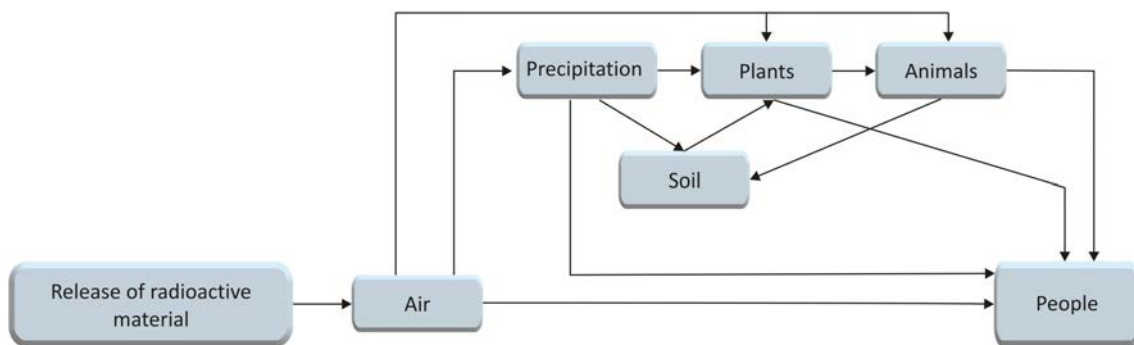 Precipitation
Plants
Animals
Soil
Release of radioactive
material
Air
People